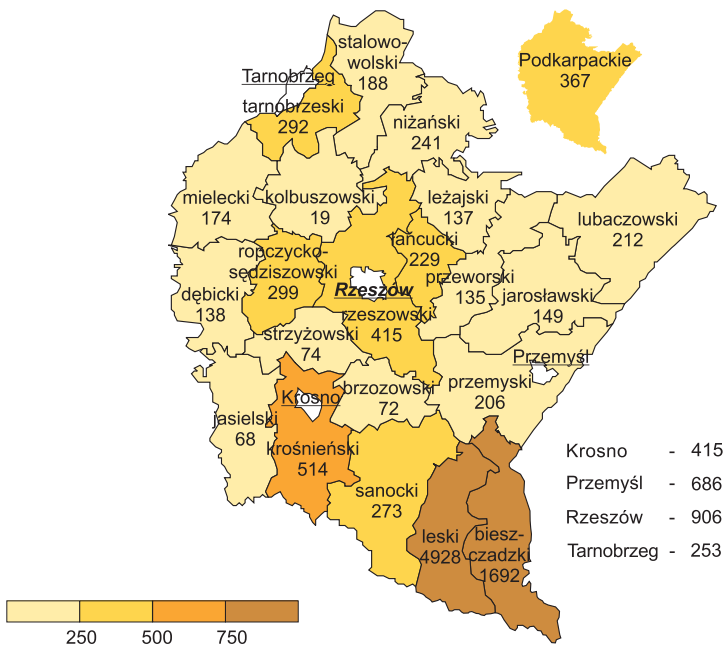 stalowo-
wolski
188
Podkarpackie
367
Tarnobrzeg
tarnobrzeski
292
niżański
241
mielecki
174
kolbuszowski
19
leżajski
137
lubaczowski
212
ropczycko-
sędziszowski
299
łańcucki
229
dębicki
138
Rzeszów
rzeszowski
415
przeworski
135
jarosławski
149
strzyżowski
74
Przemyśl
przemyski
206
Krosno
brzozowski
72
jasielski
68
krośnieński
514
sanocki
273
leski
4928
biesz-
czadzki
1692
Krosno - 415
Przemyśl - 686
Rzeszów - 906
Tarnobrzeg - 253
250 500 750